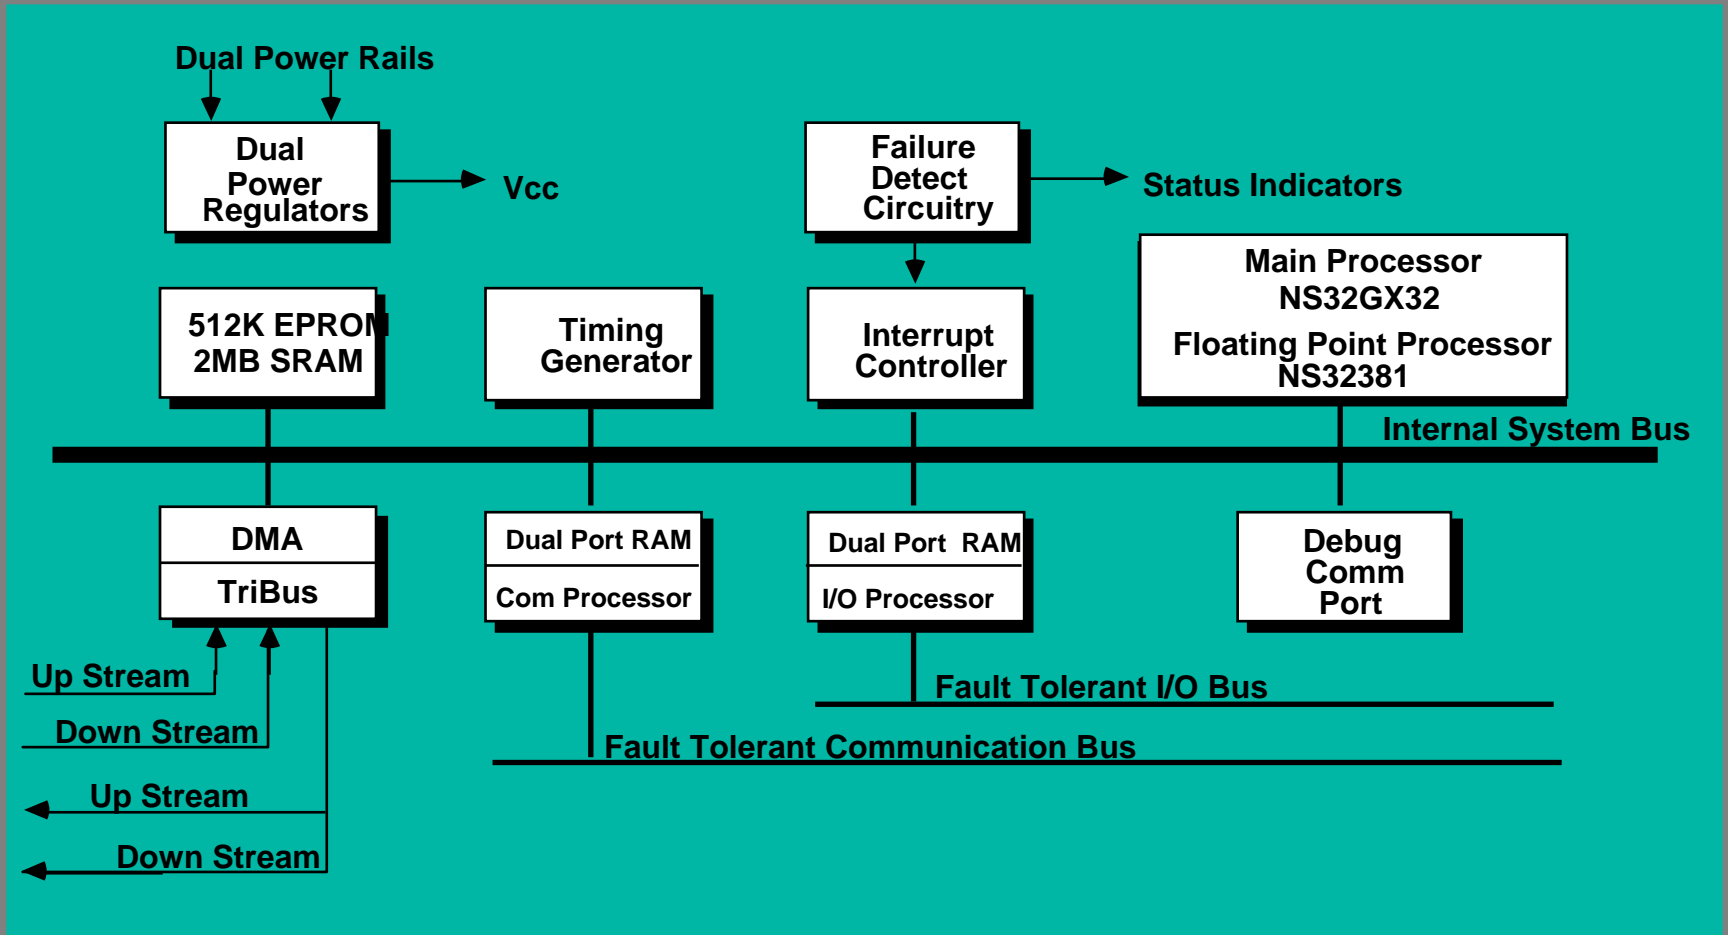 Dual Power Rails
Dual
Power
Regulators
Vcc
Failure
Detect
Circuitry
Status Indicators
Main Processor
NS32GX32
Floating Point Processor
NS32381
512K EPROM
2MB SRAM
Timing
Generator
Interrupt
Controller
Internal System Bus
DMA
TriBus
Dual Port RAM
Com Processor
Dual Port RAM
I/O Processor
Debug
Comm
Port
Up Stream
Down Stream
Up Stream
Down Stream
Fault Tolerant I/O Bus
Fault Tolerant Communication Bus